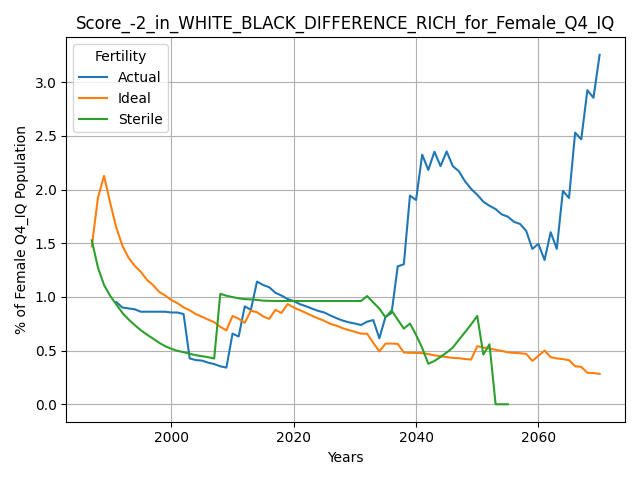 Score_-2_in_WHITE_BLACK_DIFFERENCE_RICH_for_Female_Q4_IQ
Fertility
Actual
Ideal
Sterile
% of Female Q4_IQ Population
3.0
2.5
2.0
1.5
1.0
0.5
0.0
2000 2020 2040 2060
Years